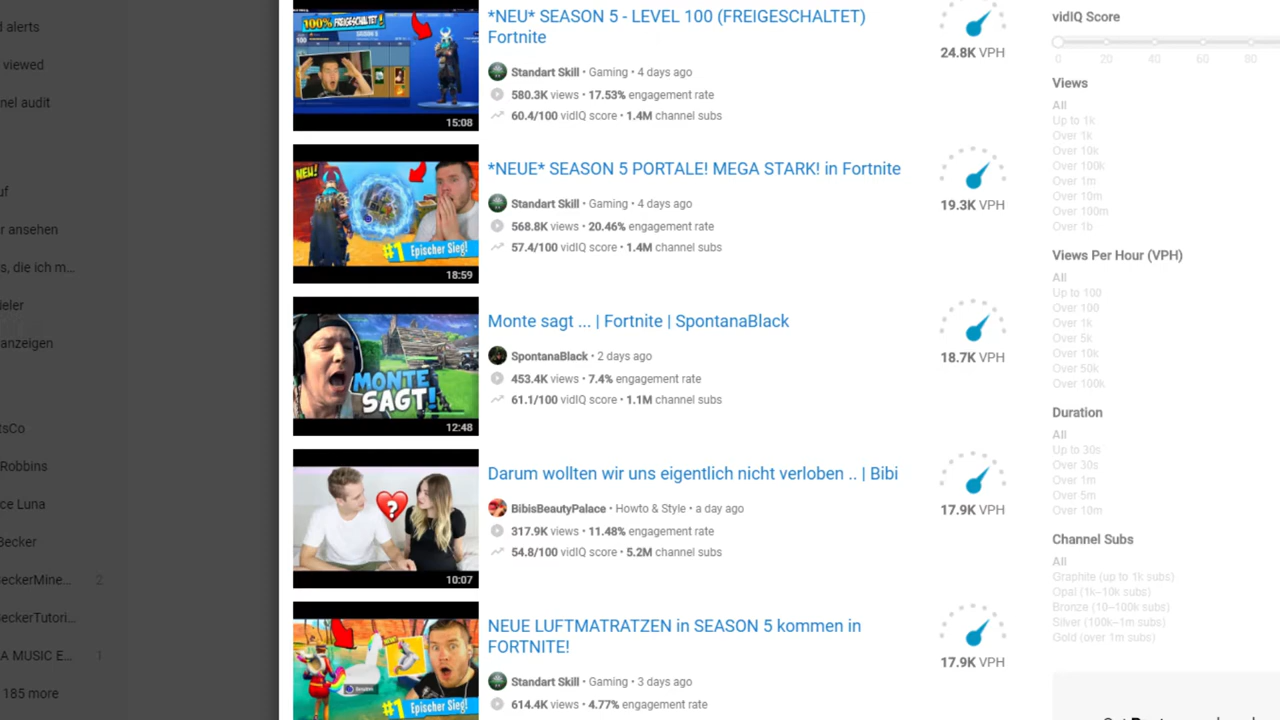 el alerts
viewed
nel audit
uf
r ansehen
s, die ich m...
ieler
anzeigen
tsCo
Robbins
ce Luna
Becker
eckerMine... 2
BeckerTutori...
A MUSIC E... 1
185 more
100% FREIGESCHALTET!
15:08
*NEU* SEASON 5 - LEVEL 100 (FREIGESCHALTET)
Fortnite
Standart Skill • Gaming • 4 days ago
580.3K views • 17.53% engagement rate
60.4/100 vidIQ score • 1.4M channel subs
24.8K VPH
NEU!
#1 Epischer Sieg!
18:59
*NEUE* SEASON 5 PORTALE! MEGA STARK! in Fortnite
Standart Skill • Gaming • 4 days ago
568.8K views • 20.46% engagement rate
57.4/100 vidIQ score • 1.4M channel subs
19.3K VPH
MONTE
SAGT!
12:48
Monte sagt ... | Fortnite | SpontanaBlack
SpontanaBlack • 2 days ago
453.4K views • 7.4% engagement rate
61.1/100 vidIQ score • 1.1M channel subs
18.7K VPH
?
10:07
Darum wollten wir uns eigentlich nicht verloben .. | Bibi
BibisBeautyPalace • Howto & Style • a day ago
317.9K views • 11.48% engagement rate
54.8/100 vidIQ score • 5.2M channel subs
17.9K VPH
#1 Epischer Sieg!
NEUE LUFTMATRATZEN in SEASON 5 kommen in
FORTNITE!
Standart Skill • Gaming • 3 days ago
614.4K views • 4.77% engagement rate
17.9K VPH
vidIQ Score
0 20 40 60 80
Views
All
Up to 1k
Over 1k
Over 10k
Over 100k
Over 1m
Over 10m
Over 100m
Over 1b
Views Per Hour (VPH)
All
Up to 100
Over 100
Over 1k
Over 5k
Over 10k
Over 50k
Over 100k
Duration
All
Up to 30s
Over 30s
Over 1m
Over 5m
Over 10m
Channel Subs
All
Graphite (up to 1k subs)
Opal (1k–10k subs)
Bronze (10–100k subs)
Silver (100k–1m subs)
Gold (over 1m subs)